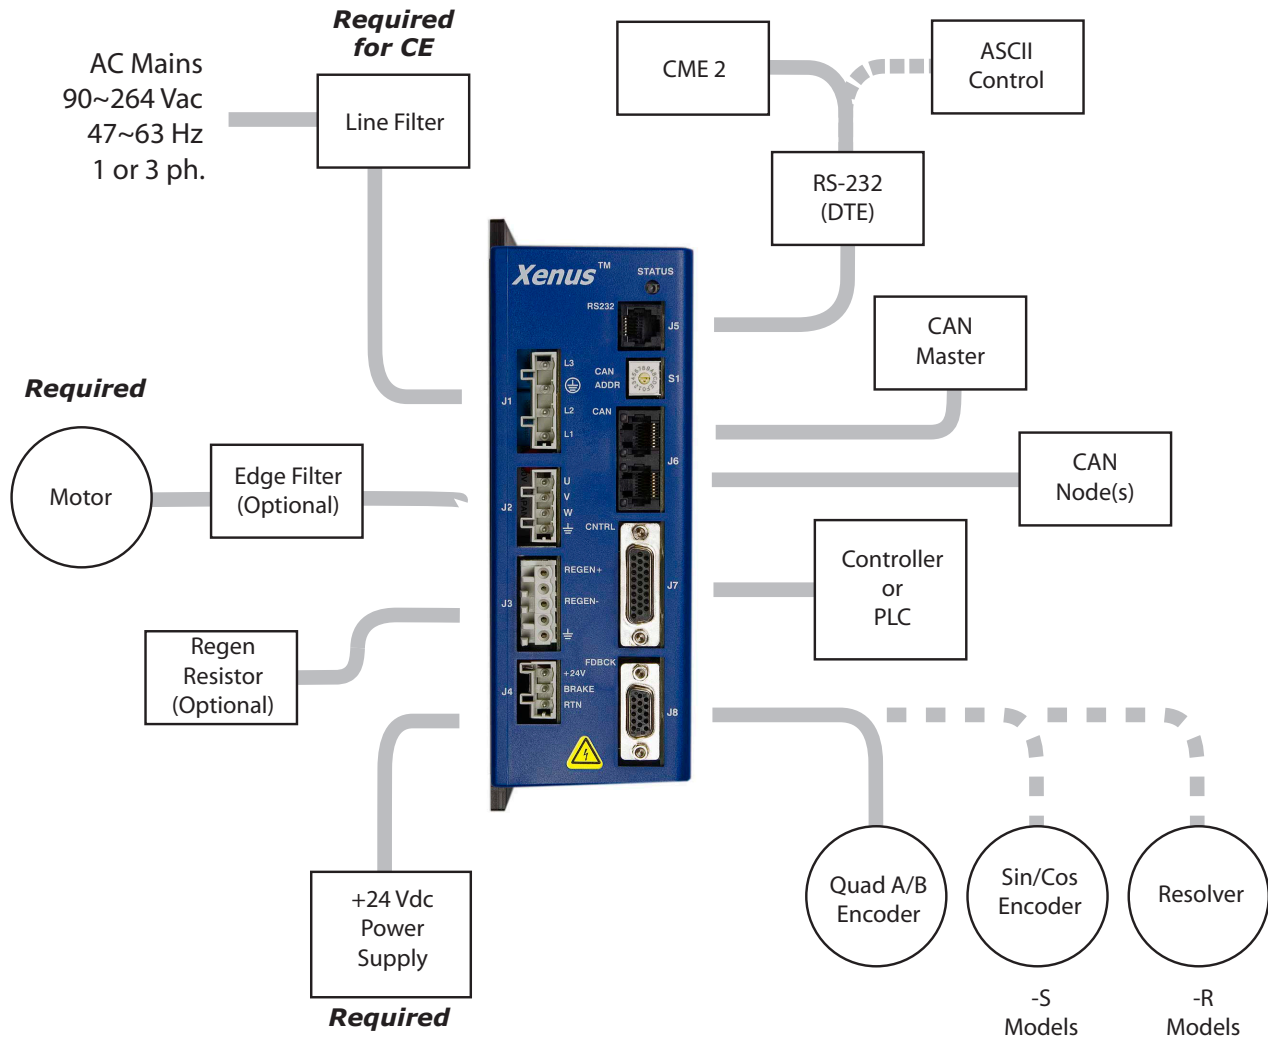 Required
for CE
AC Mains
90~264 Vac
47~63 Hz
1 or 3 ph.
Line Filter
CME 2
ASCII
Control
RS-232
(DTE)
CAN
Master
CAN
Node(s)
Controller
or
PLC
Required
Motor
Edge Filter
(Optional)
Regen
Resistor
(Optional)
+24 Vdc
Power
Supply
Required
Xenus™
STATUS
RS232
J5
CAN
ADDR
S1
L3
L2
L1
J1
CAN
J6
U
V
W
J2
CNTRL
J7
REGEN+
REGEN-
J3
FDBCK
+24V
BRAKE
RTN
J4
J8
Quad A/B
Encoder
Sin/Cos
Encoder
Resolver
-S
Models
-R
Models